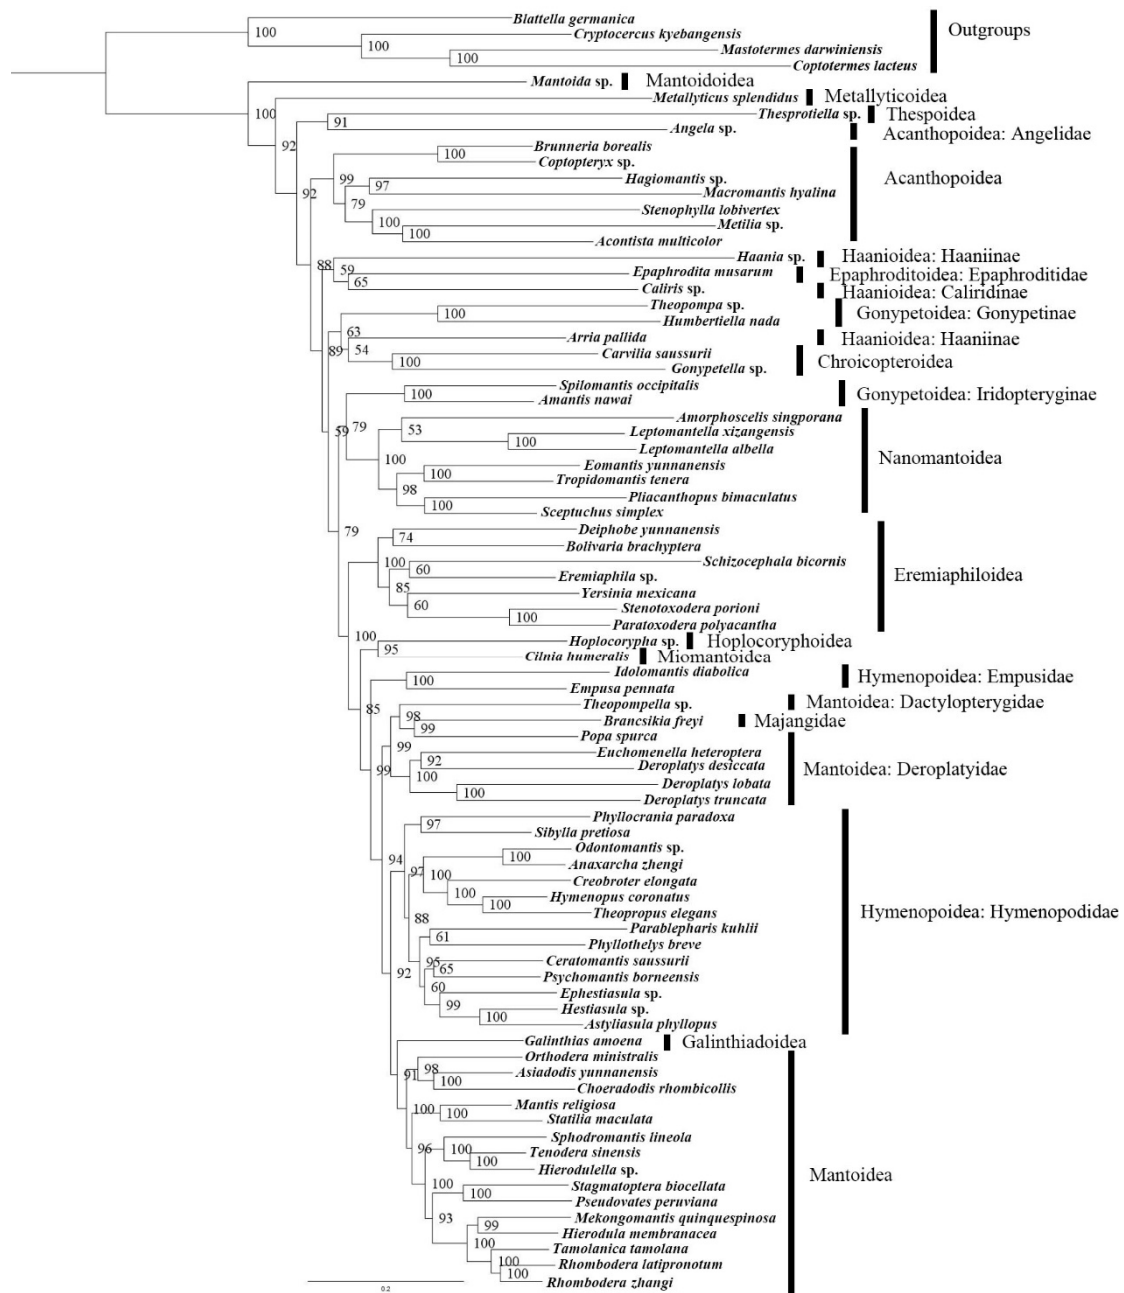 Blattella germanica
100
Cryptocercus kyebangensis
Outgroups
100
Mastotermes darwiniensis
100
Coptotermes lacteus
Mantoida sp.
Mantoidoidea
100
Metallyticus splendidus
Metallyticoidea
Thesprotiella sp.
Thespoidea
91
Angela sp.
Acanthopoidea: Angelidae
92
Brunneria borealis
100
Coptopteryx sp.
99
Hagiomantis sp.
Acanthopoidea
97
92
Macromantis hyalina
79
Stenophylla lobivertex
100
Metilia sp.
100
Acontista multicolor
Haania sp.
Haanioidea: Haaniinae
88
59
Epaphrodita musarum
Epaphroditoidea: Epaphroditidae
65
Caliris sp.
Haanioidea: Caliridinae
Theopompa sp.
100
Gonypetoidea: Gonypetinae
Humbertiella nada
63
Arria pallida
Haanioidea: Haaniinae
89
54
Carvilia saussurii
100
Chroicopteroidea
Gonypetella sp.
Spilomantis occipitalis
100
Gonypetoidea: Iridopteryginae
Amantis nawai
Amorphoscelis singporana
59
79
53
Leptomantella xizangensis
100
Leptomantella albella
100
Nanomantoidea
Eomantis yunnanensis
100
Tropidomantis tenera
98
Pliacanthopus bimaculatus
100
Sceptuchus simplex
79
Deiphobe yunnanensis
74
Bolivaria brachyptera
100
Schizocephala bicornis
60
Eremiaphila sp.
Eremiaphiloidea
85
Yersinia mexicana
60
Stenotoxodera porioni
100
Paratoxodera polyacantha
100
Hoplocorypha sp.
Hoplocoryphoidea
95
Cilnia humeralis
Miomantoidea
Idolomantis diabolica
100
Hymenopoidea: Empusidae
Empusa pennata
85
Theopompella sp.
Mantoidea: Dactylopterygidae
98
Brancsikia freyi
Majangidae
99
Popa spurca
99
Euchomenella heteroptera
92
99
Deroplatys desiccata
Mantoidea: Deroplatyidae
100
Deroplatys lobata
100
Deroplatys truncata
Phyllocrania paradoxa
97
Sibylla pretiosa
Odontomantis sp.
100
94
97
Anaxarcha zhengi
100
Creobroter elongata
100
Hymenopus coronatus
100
Theopropus elegans
Hymenopoidea: Hymenopodidae
88
Parablepharis kuhlii
61
Phyllothelys breve
95
Ceratomantis saussurii
92
65
Psychomantis borneensis
60
Ephestiasula sp.
99
Hestiasula sp.
100
Astyliasula phyllopus
Galinthias amoena
Galinthiadoidea
Orthodera ministralis
91
98
Asiadodis yunnanensis
100
Choeradodis rhombicollis
Mantis religiosa
100
100
Statilia maculata
Sphodromantis lineola
96
100
Tenodera sinensis
100
Hierodulella sp.
Mantoidea
100
Stagmatoptera biocellata
100
Pseudovates peruviana
93
Mekongomantis quinquespinosa
99
Hierodula membranacea
100
Tamolanica tamolana
100
Rhombodera latipronotum
100
Rhombodera zhangi
0.2